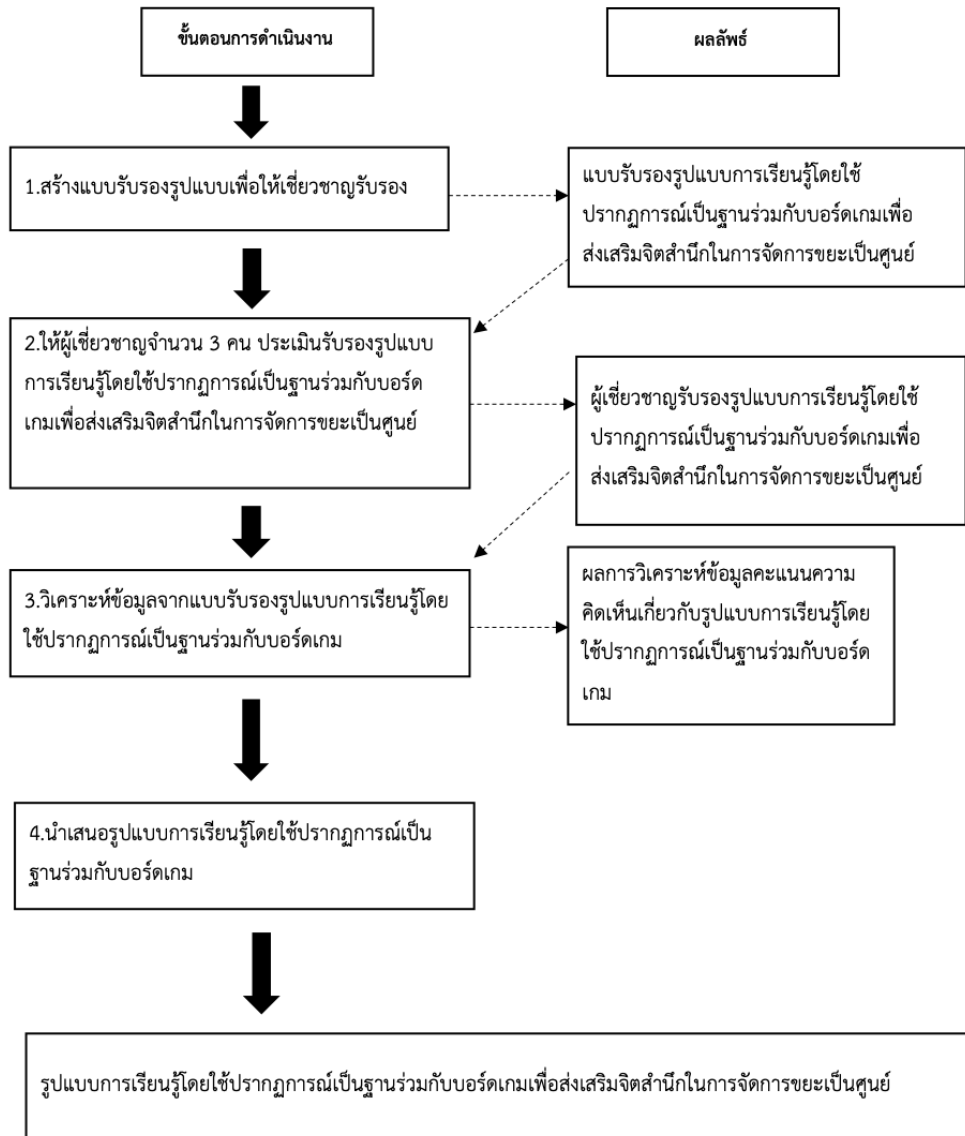 ขั้นตอนการดำเนินงาน
ผลลัพธ์
1.สร้างแบบรับรองรูปแบบเพื่อให้เชี่ยวชาญรับรอง
แบบรับรองรูปแบบการเรียนรู้โดยใช้
ปรากฏการณ์เป็นฐานร่วมกับบอร์ดเกมเพื่อ
ส่งเสริมจิตสำนึกในการจัดการขยะเป็นศูนย์
2.ให้ผู้เชี่ยวชาญจำนวน 3 คน ประเมินรับรองรูปแบบ
การเรียนรู้โดยใช้ปรากฏการณ์เป็นฐานร่วมกับบอร์ด
เกมเพื่อส่งเสริมจิตสำนึกในการจัดการขยะเป็นศูนย์
ผู้เชี่ยวชาญรับรองรูปแบบการเรียนรู้โดยใช้
ปรากฏการณ์เป็นฐานร่วมกับบอร์ดเกมเพื่อ
ส่งเสริมจิตสำนึกในการจัดการขยะเป็นศูนย์
3.วิเคราะห์ข้อมูลจากแบบรับรองรูปแบบการเรียนรู้โดย
ใช้ปรากฏการณ์เป็นฐานร่วมกับบอร์ดเกม
ผลการวิเคราะห์ข้อมูลคะแนนความ
คิดเห็นเกี่ยวกับรูปแบบการเรียนรู้โดย
ใช้ปรากฏการณ์เป็นฐานร่วมกับบอร์ด
เกม
4.นำเสนอรูปแบบการเรียนรู้โดยใช้ปรากฏการณ์เป็น
ฐานร่วมกับบอร์ดเกม
รูปแบบการเรียนรู้โดยใช้ปรากฏการณ์เป็นฐานร่วมกับบอร์ดเกมเพื่อส่งเสริมจิตสำนึกในการจัดการขยะเป็นศูนย์